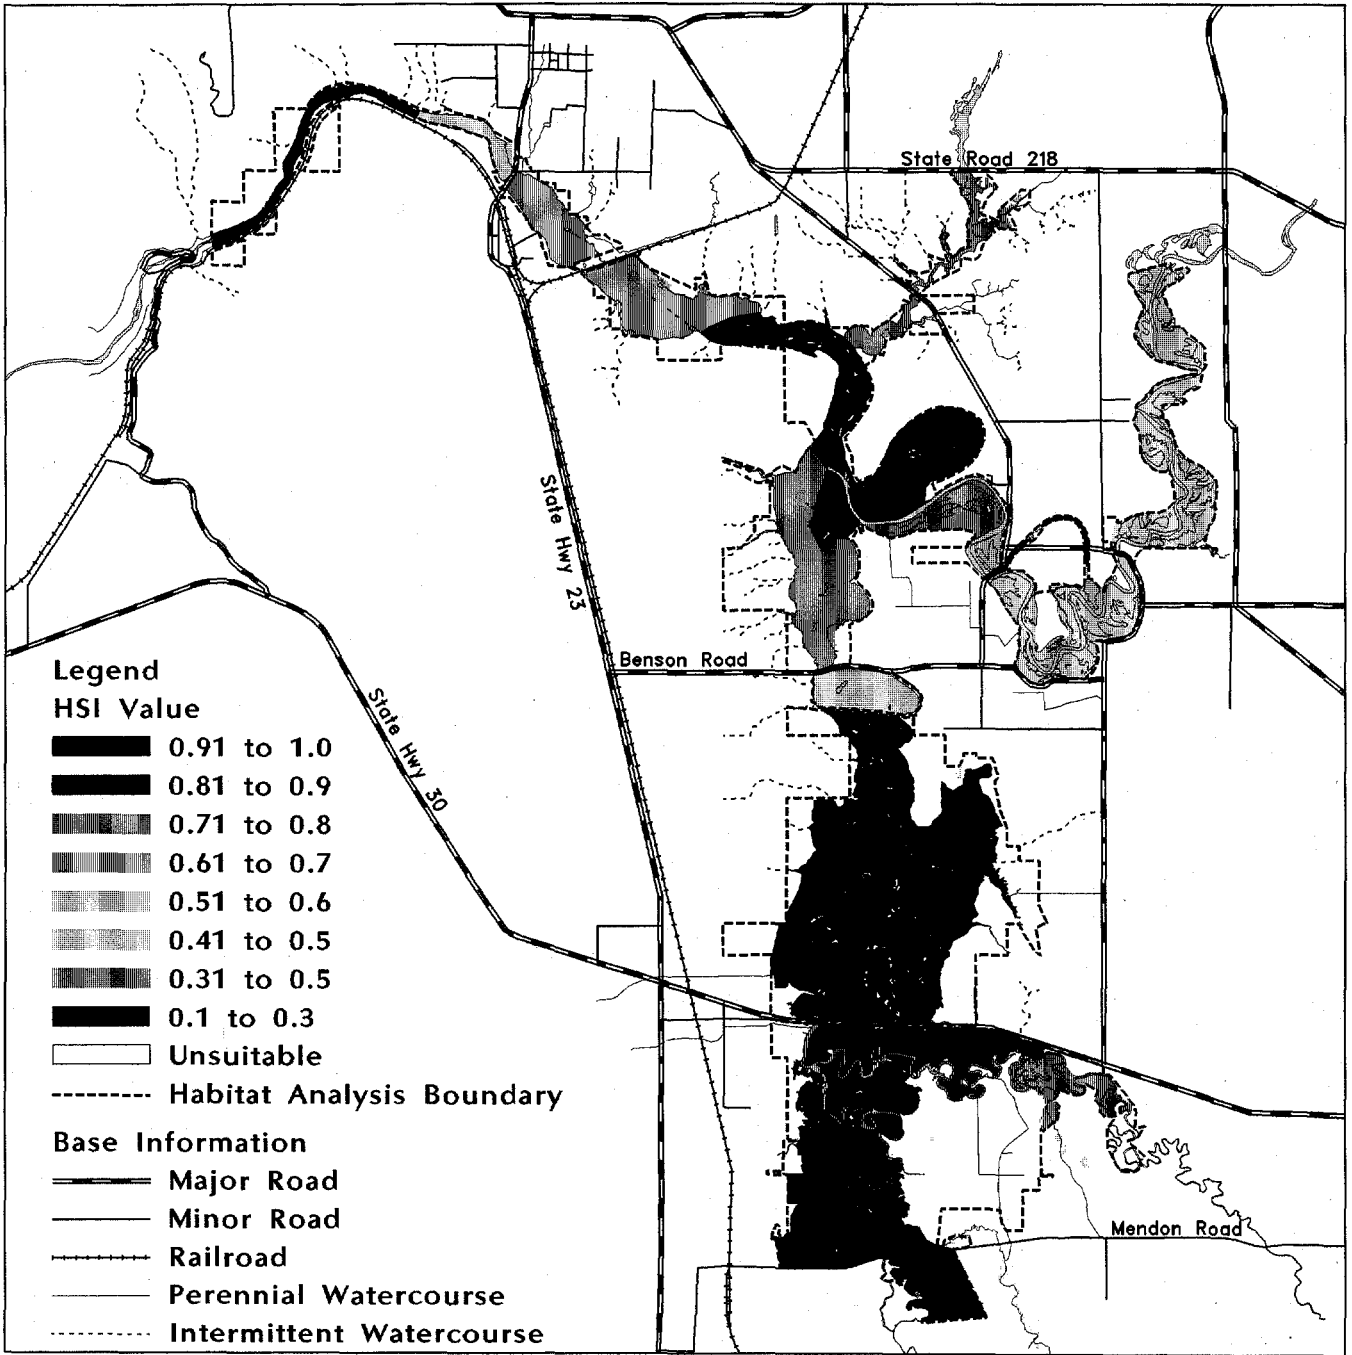 State Road 218
State Hwy 23
Benson Road
State Hwy 30
Mendon Road
Legend
HSI Value
0.91 to 1.0
0.81 to 0.9
0.71 to 0.8
0.61 to 0.7
0.51 to 0.6
0.41 to 0.5
0.31 to 0.5
0.1 to 0.3
Unsuitable
Habitat Analysis Boundary
Base Information
Major Road
Minor Road
Railroad
Perennial Watercourse
Intermittent Watercourse